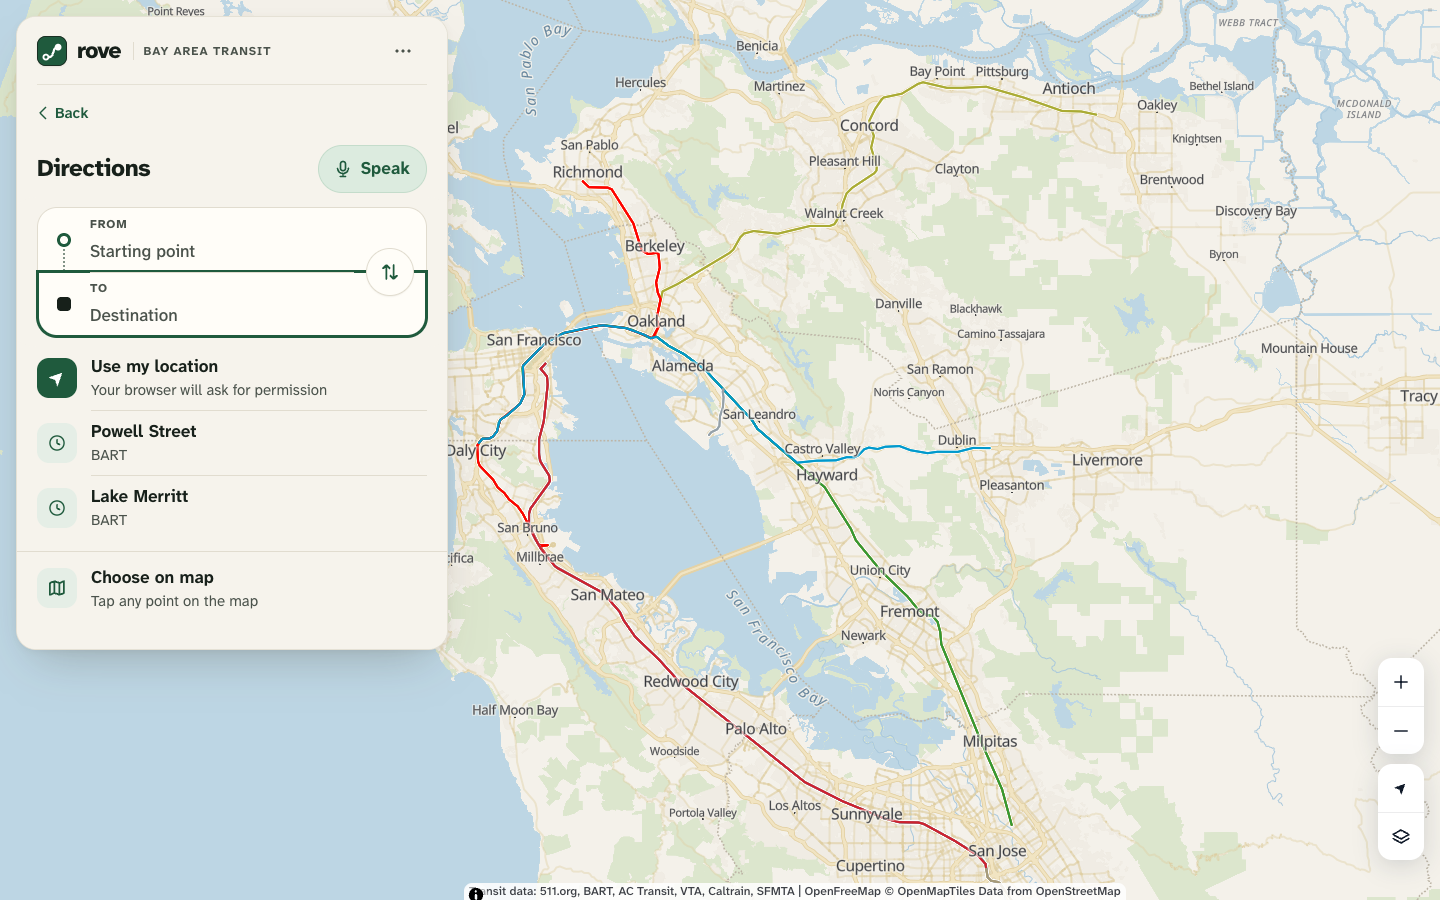 rove
BAY AREA TRANSIT
Back
Directions
Speak
FROM
Starting point
TO
Destination
Use my location
Your browser will ask for permission
Powell Street
BART
Lake Merritt
BART
Choose on map
Tap any point on the map
Point Reyes
San Pablo Bay
Benicia
WEBB TRACT
Hercules
Martinez
Bay Point
Pittsburg
Antioch
Bethel Island
Oakley
MCDONALD
ISLAND
Concord
Knightsen
San Pablo
Richmond
Pleasant Hill
Clayton
Brentwood
Walnut Creek
Discovery Bay
Berkeley
Byron
Danville
Blackhawk
Oakland
Camino Tassajara
San Francisco
Mountain House
Alameda
San Ramon
Norris Canyon
Tracy
San Leandro
Daly City
Castro Valley
Dublin
Livermore
Hayward
Pleasanton
San Bruno
Millbrae
Union City
San Mateo
San Francisco Bay
Fremont
Newark
Redwood City
Half Moon Bay
Palo Alto
Woodside
Milpitas
Los Altos
Portola Valley
Sunnyvale
San Jose
Cupertino
ansit data: 511.org, BART, AC Transit, VTA, Caltrain, SFMTA | OpenFreeMap © OpenMapTiles Data from OpenStreetMap